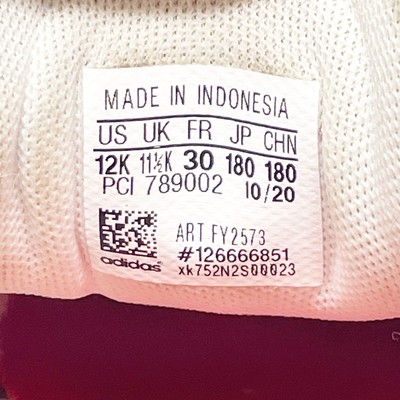 MADE IN INDONESIA
US UK FR JP CHN
12K 11½K 30 180 180
PCI 789002 10/20
ART FY2573
#126666851
adidas xk752N2S00023